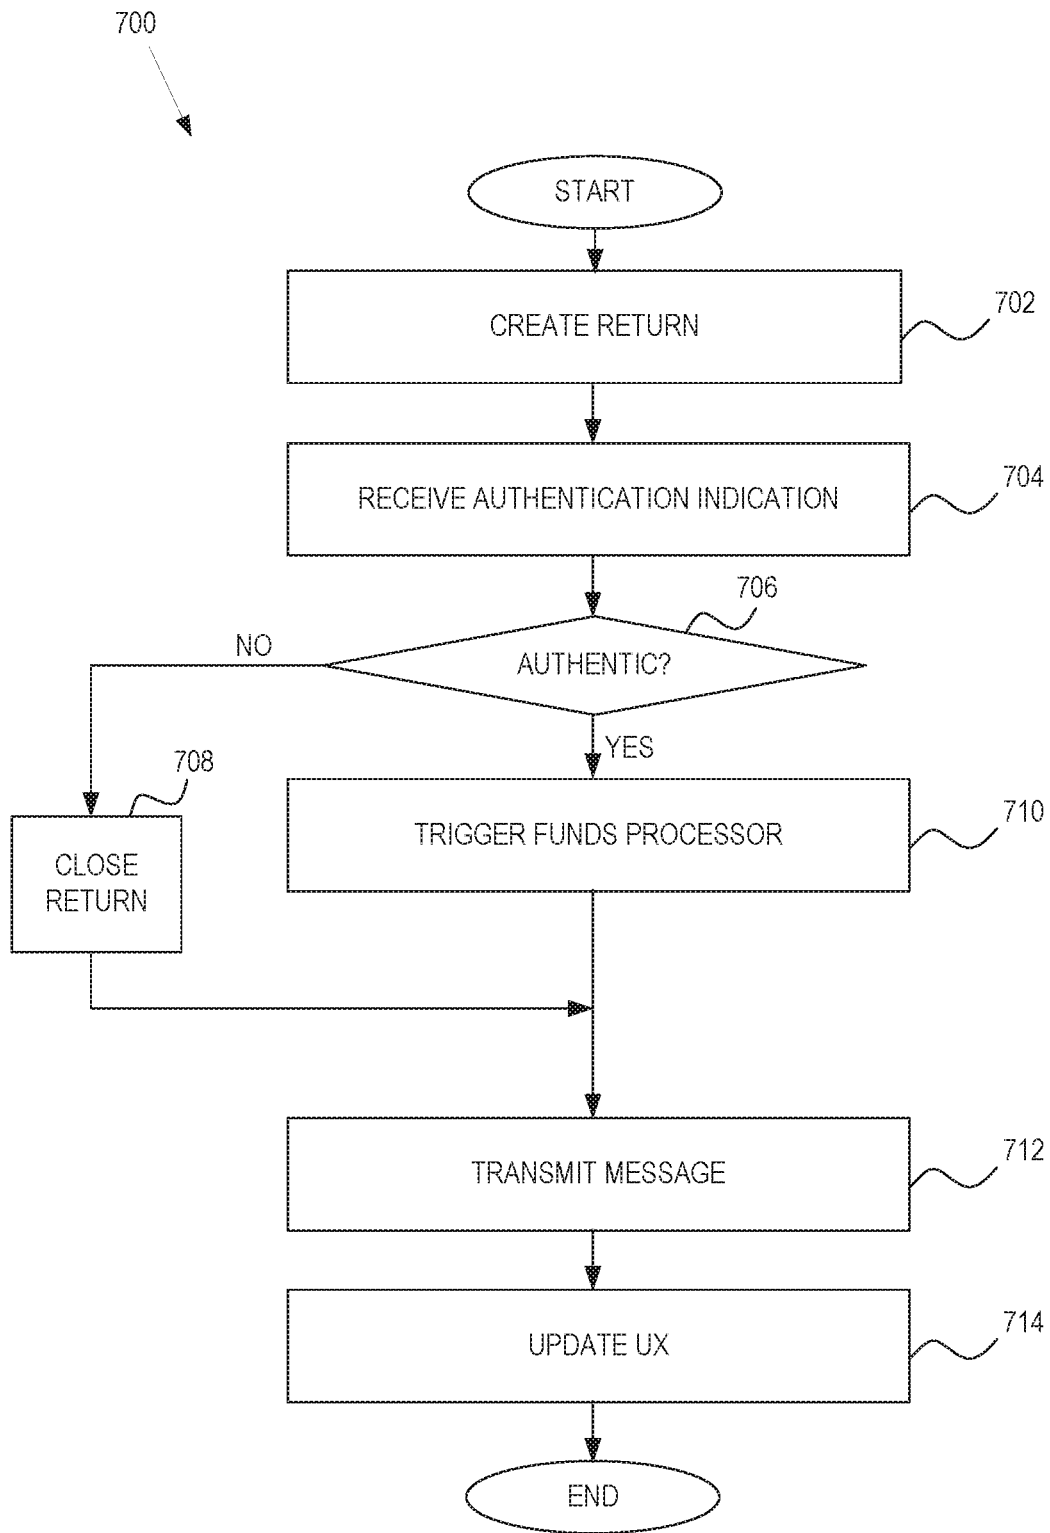 700
START
CREATE RETURN
702
RECEIVE AUTHENTICATION INDICATION
704
706
AUTHENTIC?
NO
YES
708
CLOSE
RETURN
TRIGGER FUNDS PROCESSOR
710
TRANSMIT MESSAGE
712
UPDATE UX
714
END